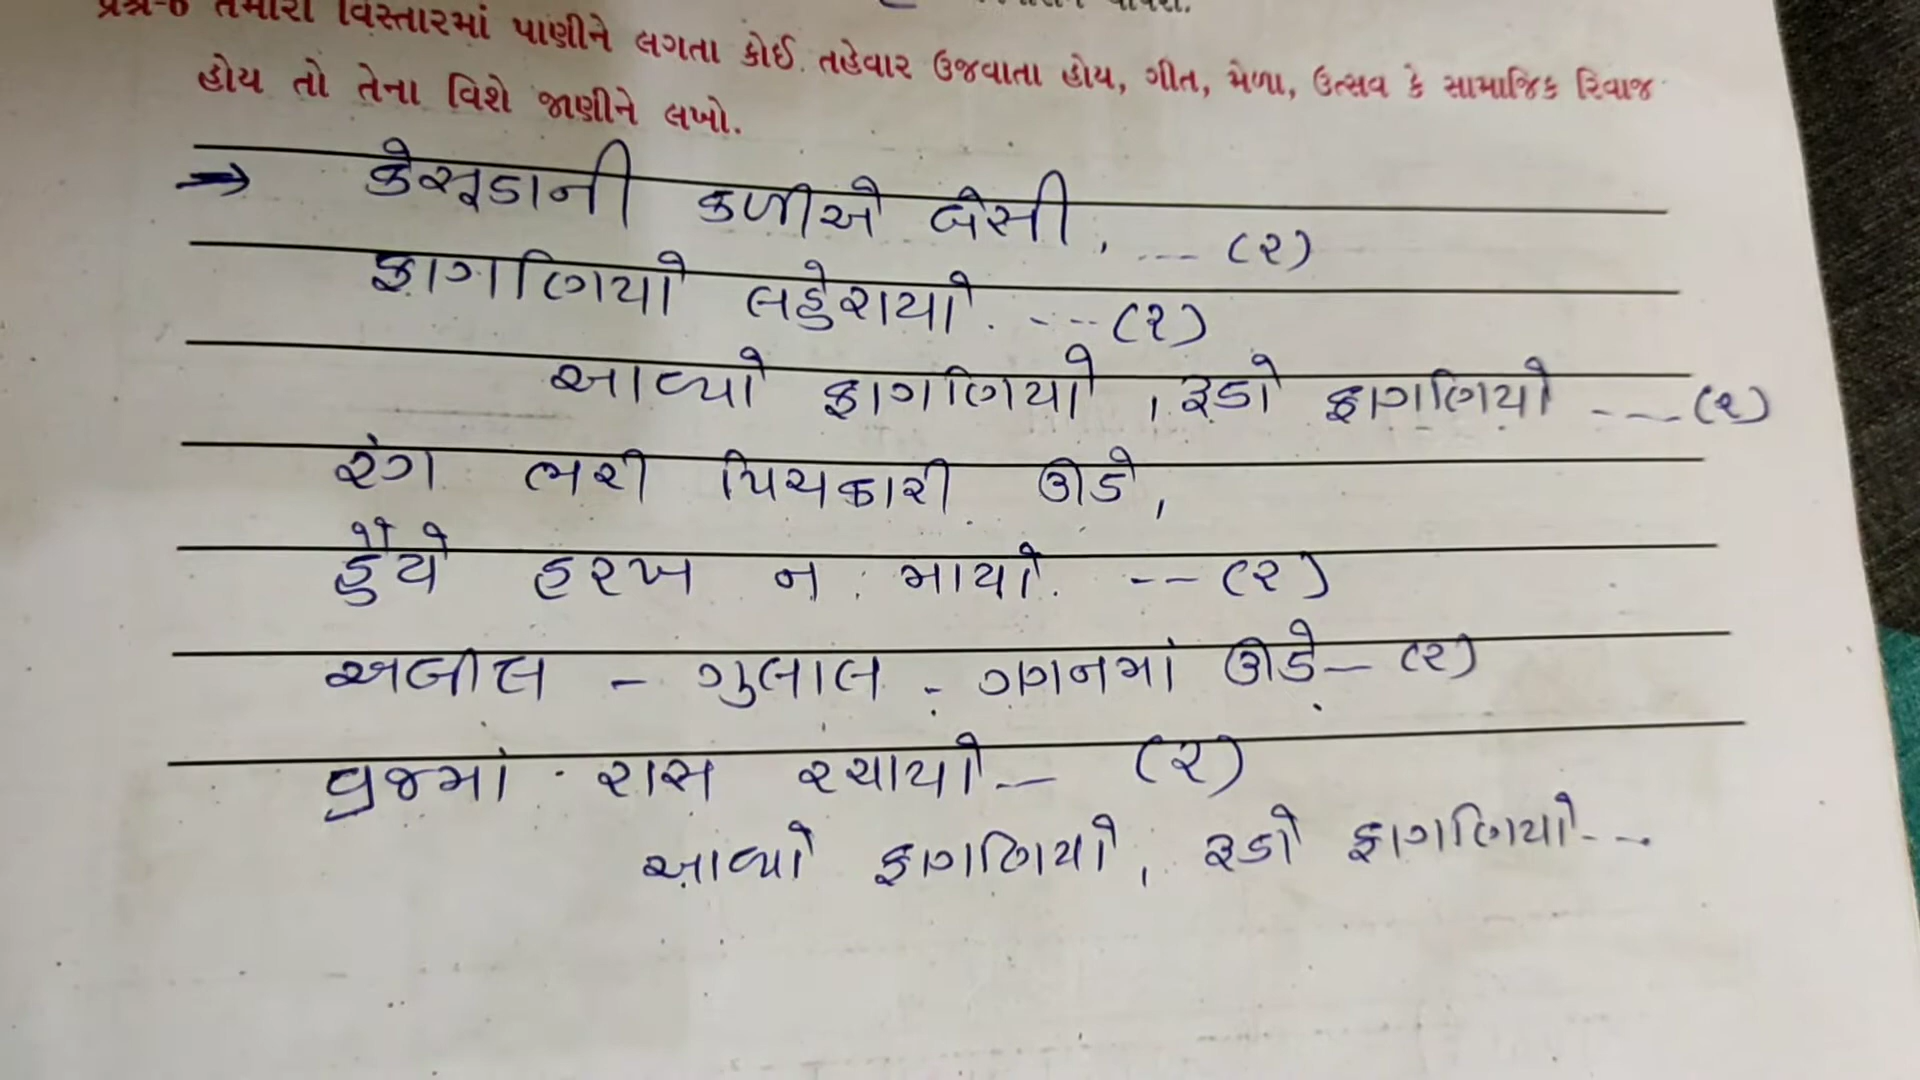 તમારા વિસ્તારમાં પાણીને લગતા કોઈ તહેવાર ઉજવાતા હોય, ગીત, મેળા, ઉત્સવ કે સામાજિક રિવાજ
હોય તો તેના વિશે જાણીને લખો.
→ કેસૂડાની કળીએ બેસી, ... (૨)
ફાગણિયો લહેરાયો. --- (૨)
આવ્યો ફાગણિયો, રૂડો ફાગણિયો --- (૨)
રંગ ભરી પિચકારી ઊડે,
હૈયે હરખ ન માયો. -- (૨)
અબીલ - ગુલાલ - ગગનમાં ઊડે - (૨)
વ્રજમાં રાસ રચાયો - (૨)
આવ્યો ફાગણિયો, રૂડો ફાગણિયો ---